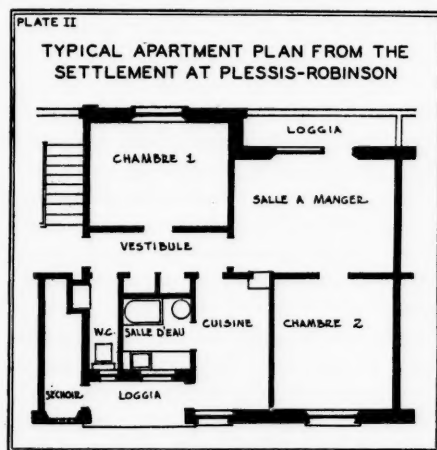 PLATE II
TYPICAL APARTMENT PLAN FROM THE
SETTLEMENT AT PLESSIS-ROBINSON
LOGGIA
CHAMBRE 1
SALLE A MANGER
VESTIBULE
W.C.
SALLE D'EAU
CUISINE
CHAMBRE 2
SECHOIR
LOGGIA